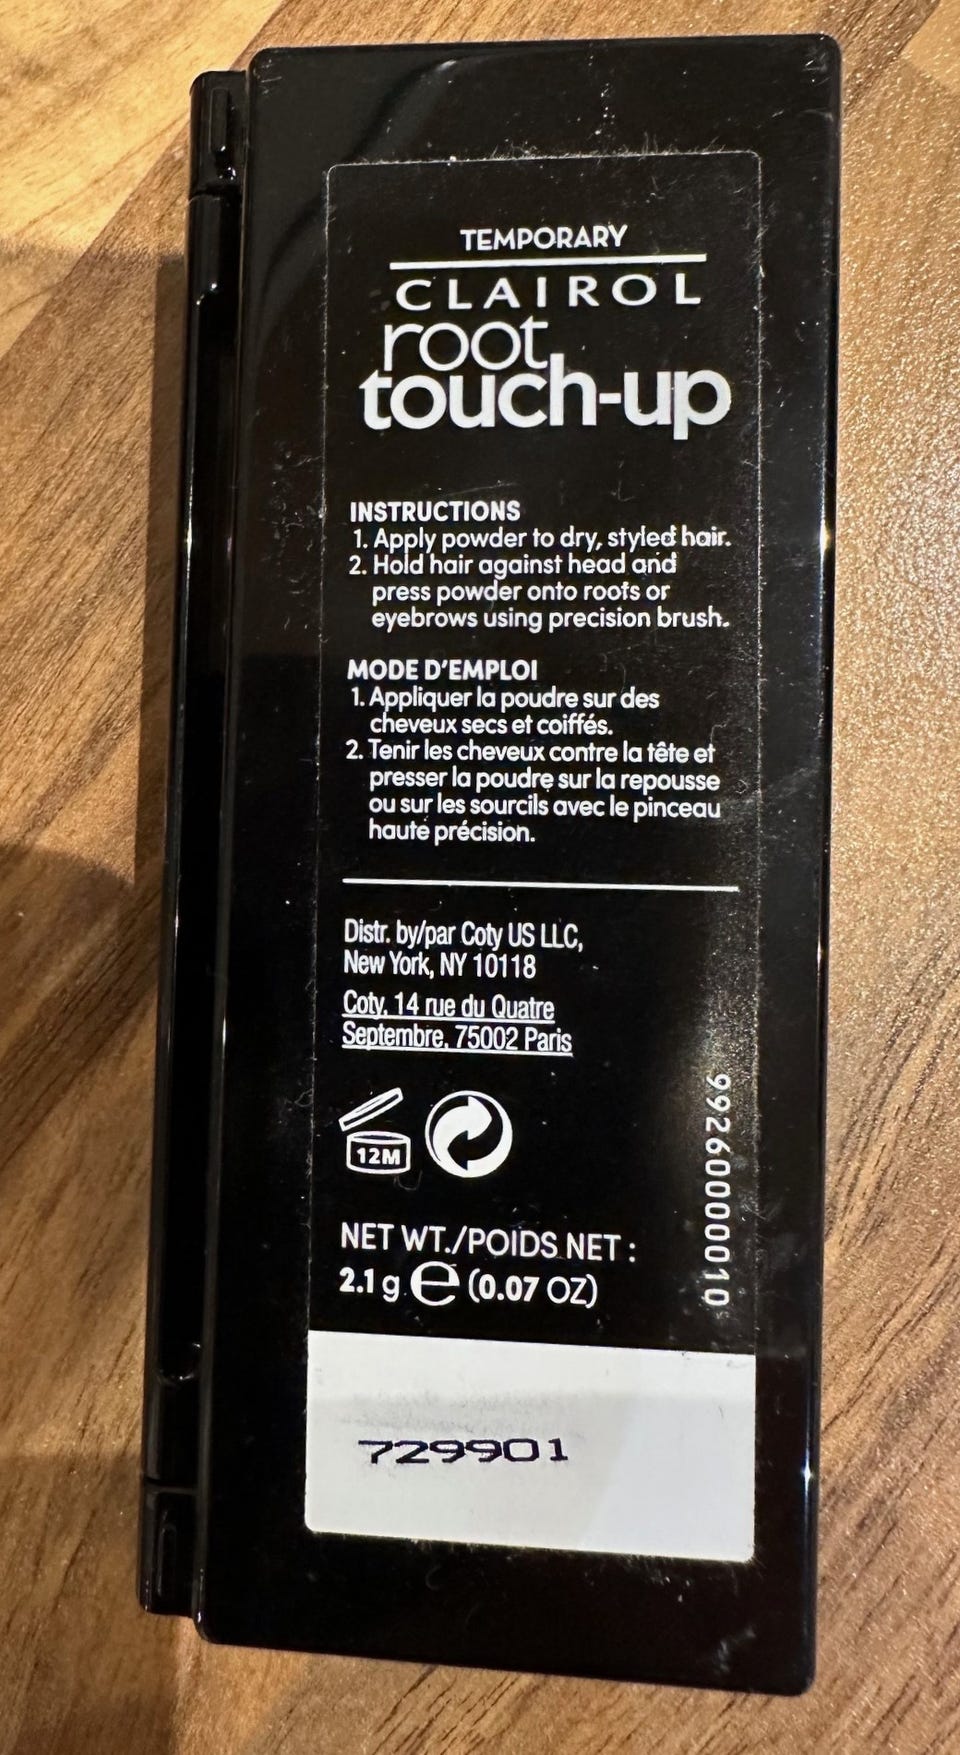 TEMPORARY
CLAIROL
root
touch-up
INSTRUCTIONS
1. Apply powder to dry, styled hair.
2. Hold hair against head and
press powder onto roots or
eyebrows using precision brush.
MODE D'EMPLOI
1. Appliquer la poudre sur des
cheveux secs et coiffés.
2. Tenir les cheveux contre la tête et
presser la poudre sur la repousse
ou sur les sourcils avec le pinceau
haute précision.
Distr. by/par Coty US LLC,
New York, NY 10118
Coty, 14 rue du Quatre
Septembre, 75002 Paris
12M
NET WT./POIDS NET :
2.1 g e (0.07 OZ)
99260000010
729901